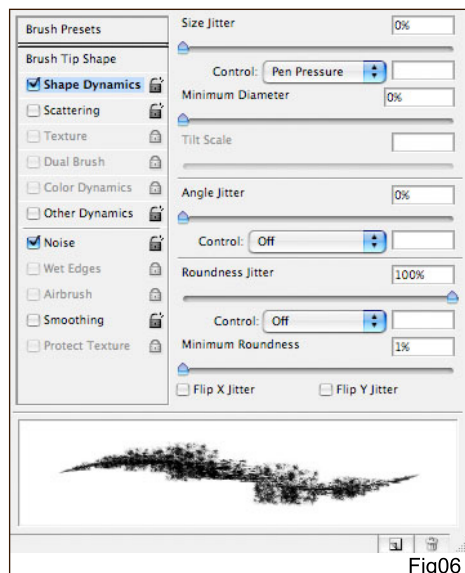 Brush Presets
Brush Tip Shape
Shape Dynamics
Scattering
Texture
Dual Brush
Color Dynamics
Other Dynamics
Noise
Wet Edges
Airbrush
Smoothing
Protect Texture
Size Jitter 0%
Control: Pen Pressure
Minimum Diameter 0%
Tilt Scale
Angle Jitter 0%
Control: Off
Roundness Jitter 100%
Control: Off
Minimum Roundness 1%
Flip X Jitter Flip Y Jitter
Fig06